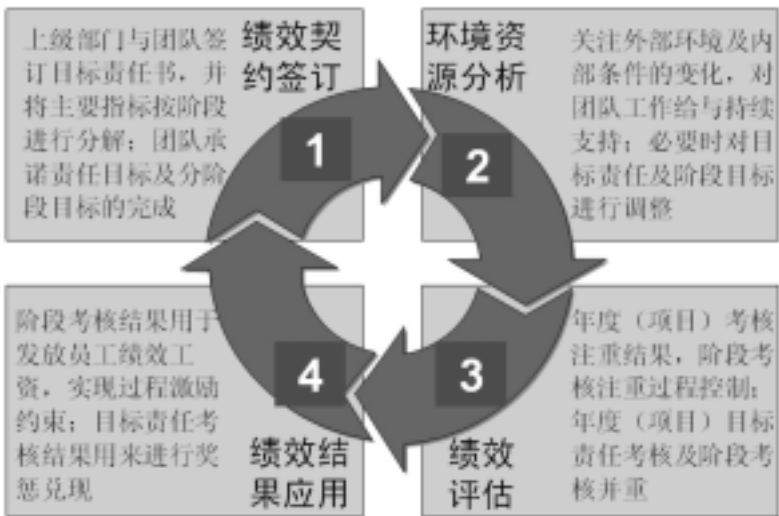 上级部门与团队签
订目标责任书，并
将主要指标按阶段
进行分解；团队承
诺责任目标及分阶
段目标的完成
绩效契
约签订
1
环境资
源分析
关注外部环境及内
部条件的变化，对
团队工作给与持续
支持；必要时对目
标责任及阶段目标
进行调整
2
阶段考核结果用于
发放员工绩效工
资，实现过程激励
约束；目标责任考
核结果用来进行奖
惩兑现
4
绩效结
果应用
3
绩效
评估
年度（项目）考核
注重结果，阶段考
核注重过程控制；
年度（项目）目标
责任考核及阶段考
核并重